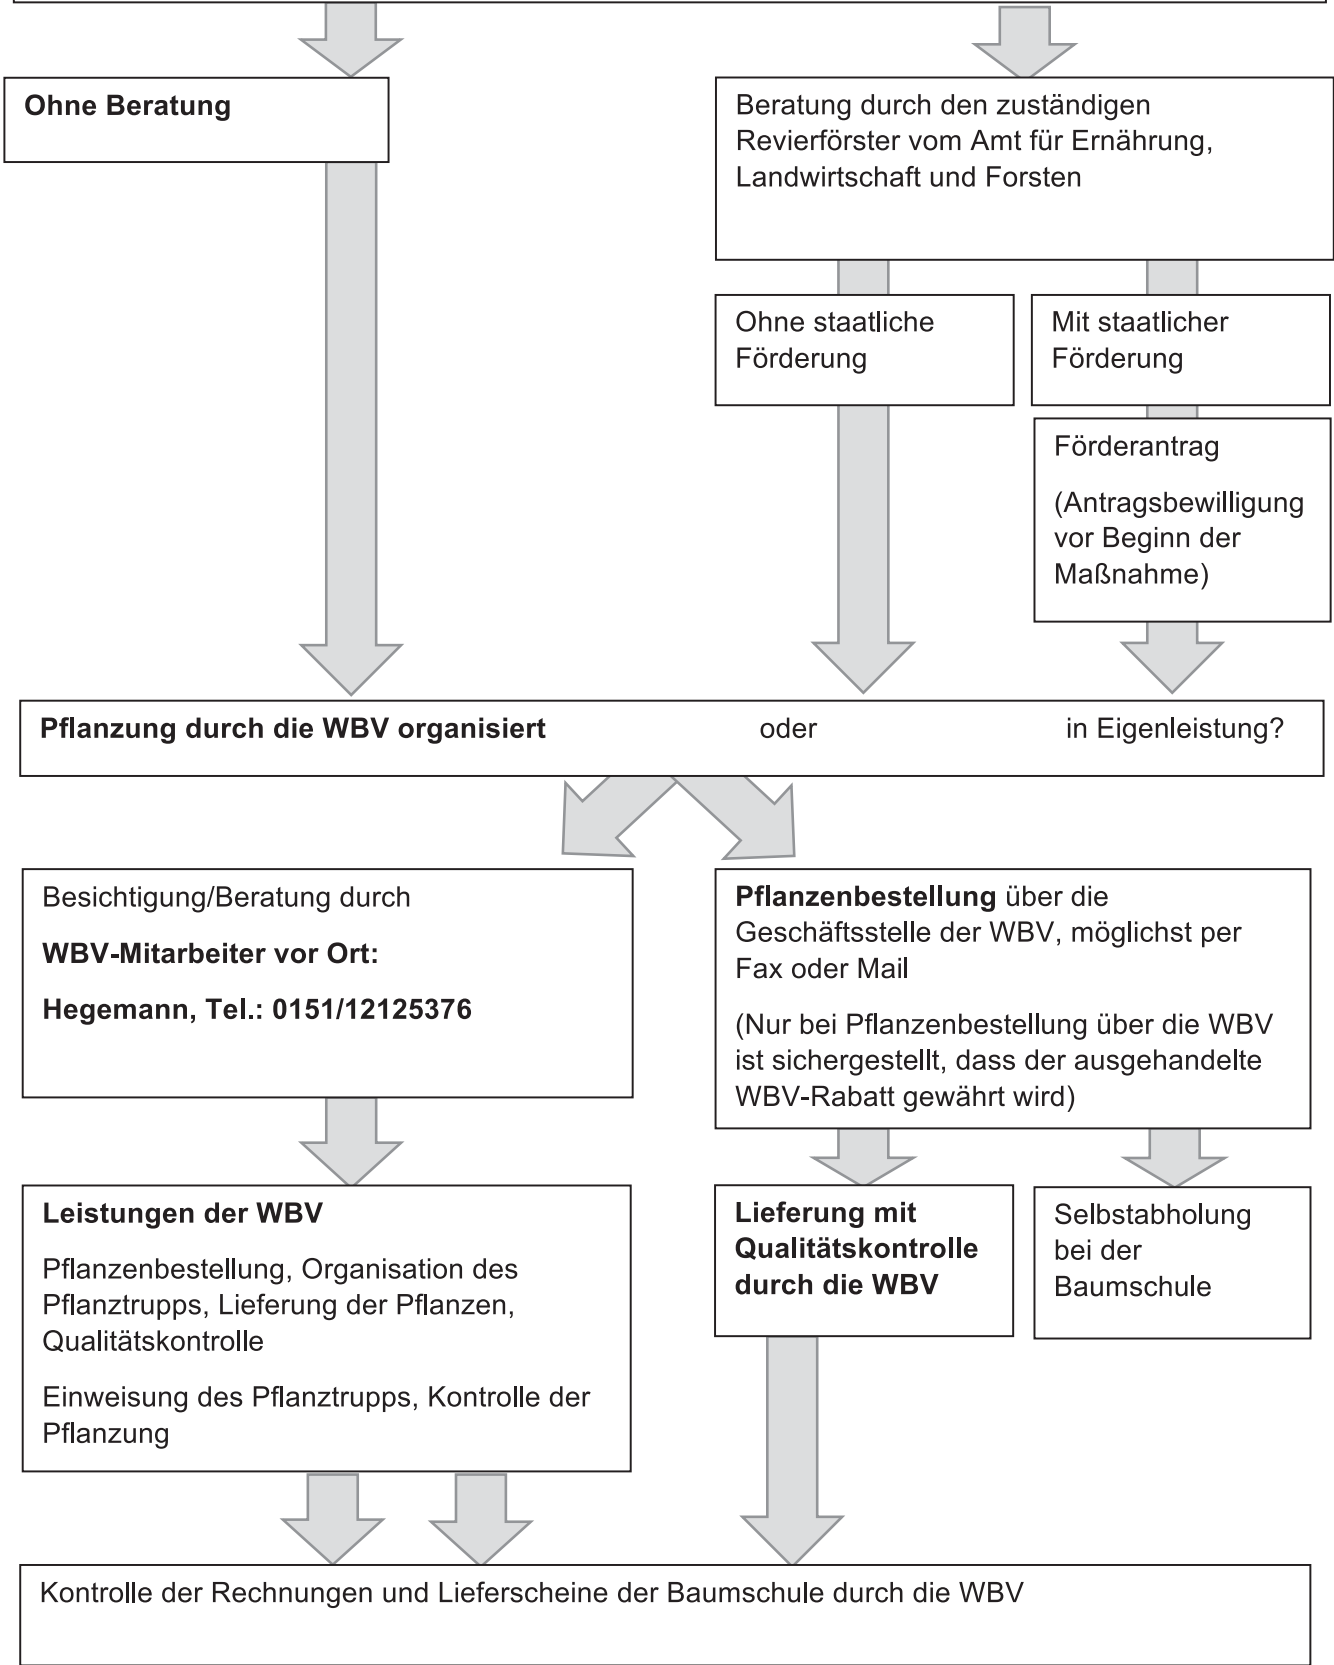 Ohne Beratung
Beratung durch den zuständigen
Revierförster vom Amt für Ernährung,
Landwirtschaft und Forsten
Ohne staatliche
Förderung
Mit staatlicher
Förderung
Förderantrag
(Antragsbewilligung
vor Beginn der
Maßnahme)
Pflanzung durch die WBV organisiert oder in Eigenleistung?
Besichtigung/Beratung durch
WBV-Mitarbeiter vor Ort:
Hegemann, Tel.: 0151/12125376
Pflanzenbestellung über die
Geschäftsstelle der WBV, möglichst per
Fax oder Mail
(Nur bei Pflanzenbestellung über die WBV
ist sichergestellt, dass der ausgehandelte
WBV-Rabatt gewährt wird)
Leistungen der WBV
Pflanzenbestellung, Organisation des
Pflanztrupps, Lieferung der Pflanzen,
Qualitätskontrolle
Einweisung des Pflanztrupps, Kontrolle der
Pflanzung
Lieferung mit
Qualitätskontrolle
durch die WBV
Selbstabholung
bei der
Baumschule
Kontrolle der Rechnungen und Lieferscheine der Baumschule durch die WBV